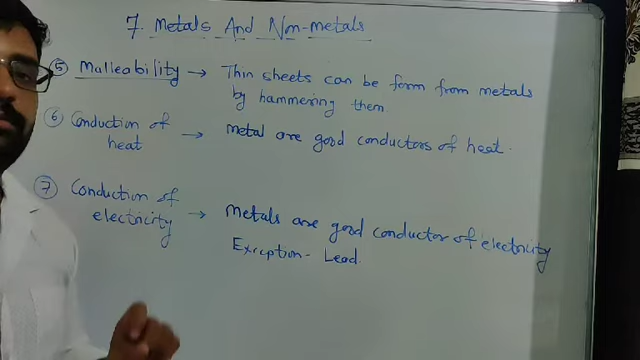 7. Metals And Non-metals
⑤ Malleability → Thin sheets can be form from metals
by hammering them.
⑥ Conduction of heat → metal are good conductors of heat.
⑦ Conduction of electricity → Metals are good conductor of electricity
Exception - Lead